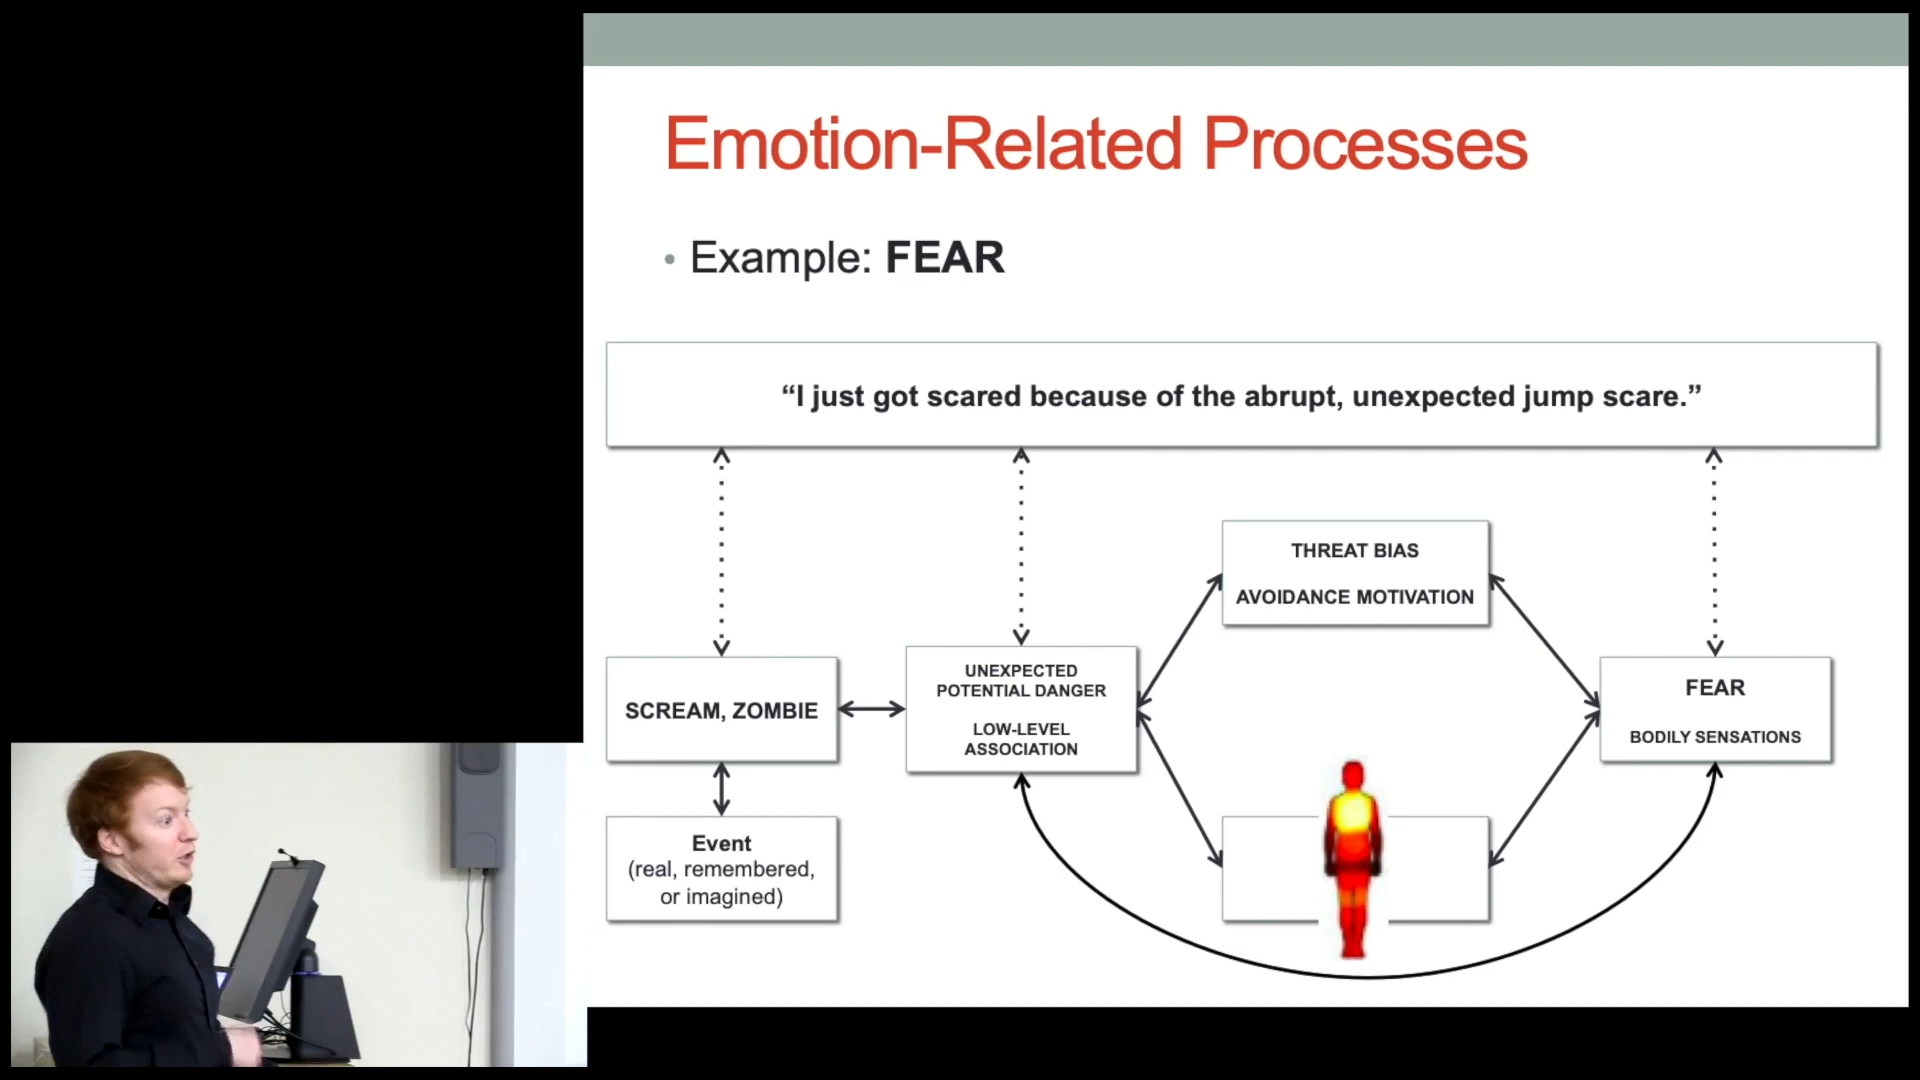 Emotion-Related Processes
• Example: FEAR
“I just got scared because of the abrupt, unexpected jump scare.”
THREAT BIAS
AVOIDANCE MOTIVATION
SCREAM, ZOMBIE
UNEXPECTED
POTENTIAL DANGER
LOW-LEVEL
ASSOCIATION
FEAR
BODILY SENSATIONS
Event
(real, remembered,
or imagined)